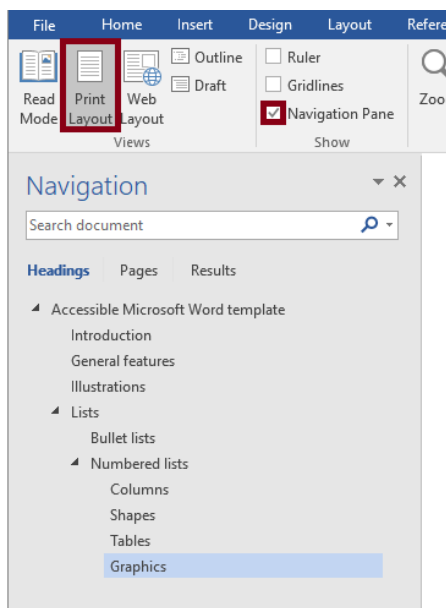 File Home Insert Design Layout Refere
Read Mode
Print Layout
Web Layout
Outline
Draft
Views
Ruler
Gridlines
Navigation Pane
Show
Zoo
Navigation
Search document
Headings Pages Results
Accessible Microsoft Word template
Introduction
General features
Illustrations
Lists
Bullet lists
Numbered lists
Columns
Shapes
Tables
Graphics